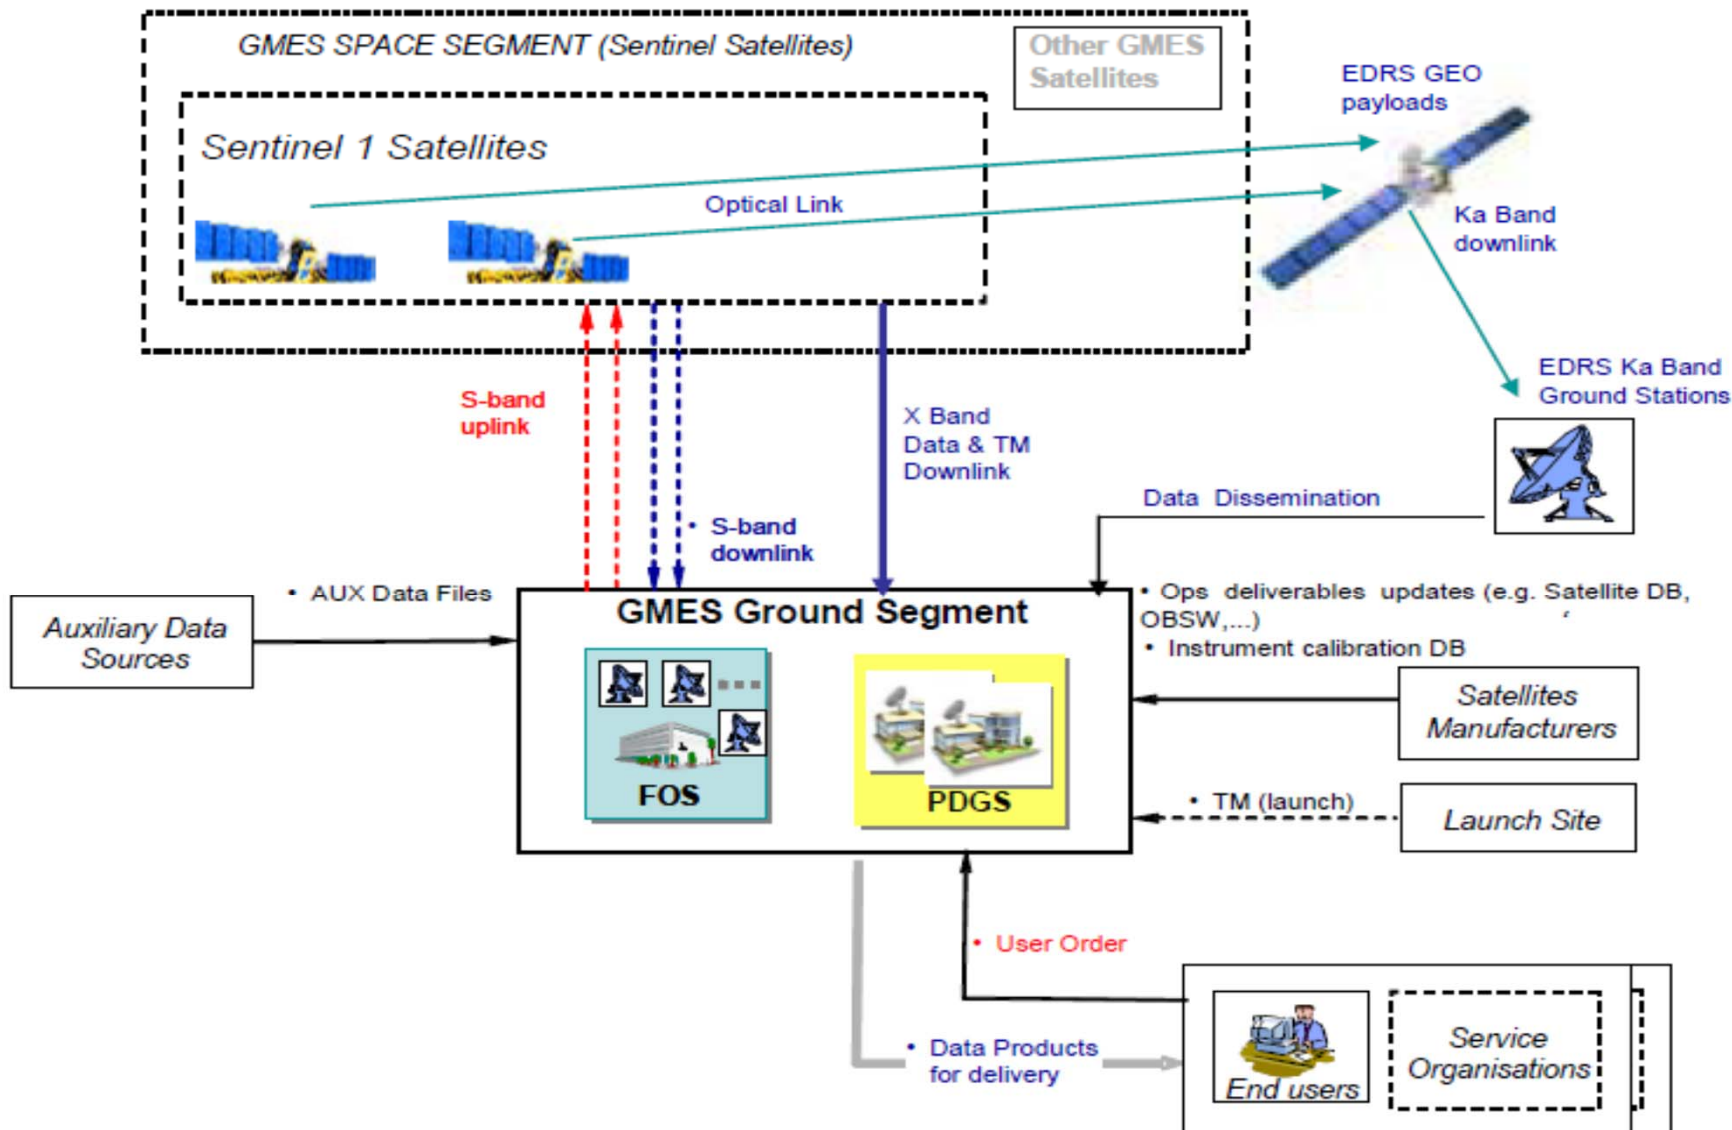 GMES SPACE SEGMENT (Sentinel Satellites)
Other GMES
Satellites
EDRS GEO
payloads
Sentinel 1 Satellites
Optical Link
Ka Band
downlink
EDRS Ka Band
Ground Stations
S-band
uplink
X Band
Data & TM
Downlink
Data Dissemination
• S-band
downlink
• AUX Data Files
Auxiliary Data
Sources
GMES Ground Segment
FOS
PDGS
• Ops deliverables updates (e.g. Satellite DB,
OBSW,...)
• Instrument calibration DB
Satellites
Manufacturers
• TM (launch)
Launch Site
• User Order
• Data Products
for delivery
End users
Service
Organisations